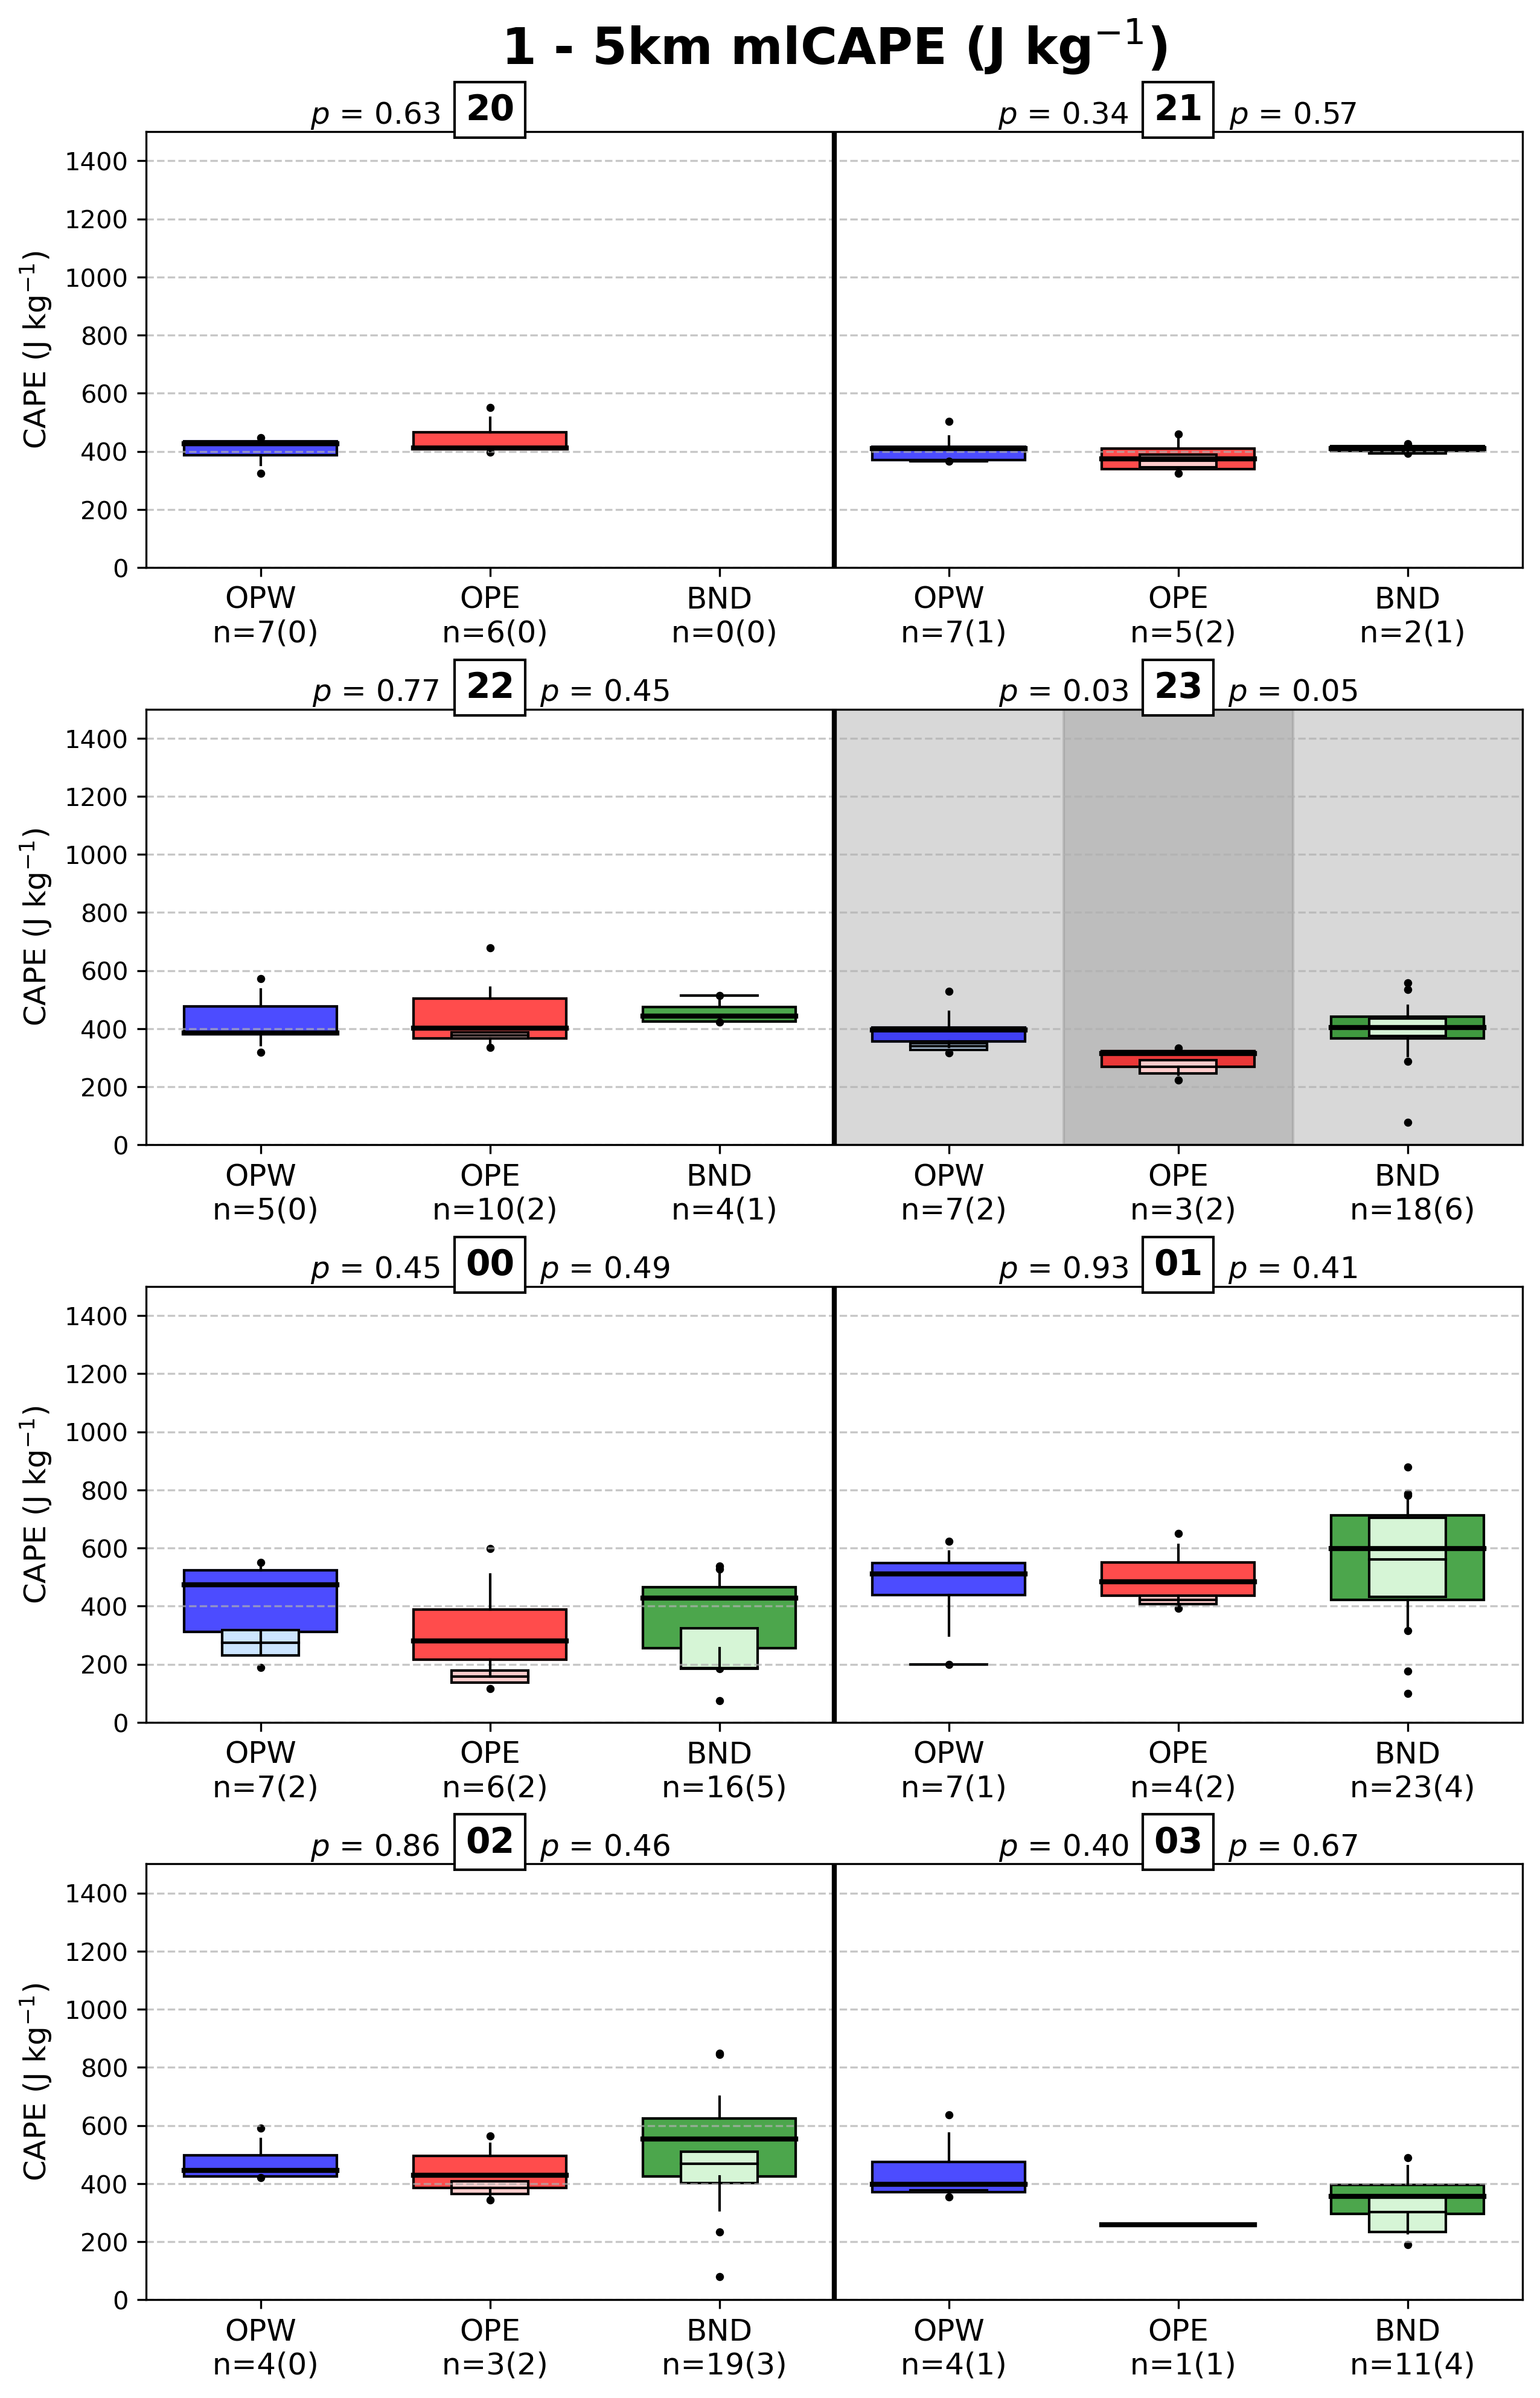 1 - 5km mlCAPE (J kg⁻¹)
p = 0.63 20
p = 0.34 21 p = 0.57
CAPE (J kg⁻¹)
1400
1200
1000
800
600
400
200
0
OPW OPE BND OPW OPE BND
n=7(0) n=6(0) n=0(0) n=7(1) n=5(2) n=2(1)
p = 0.77 22 p = 0.45
p = 0.03 23 p = 0.05
CAPE (J kg⁻¹)
1400
1200
1000
800
600
400
200
0
OPW OPE BND OPW OPE BND
n=5(0) n=10(2) n=4(1) n=7(2) n=3(2) n=18(6)
p = 0.45 00 p = 0.49
p = 0.93 01 p = 0.41
CAPE (J kg⁻¹)
1400
1200
1000
800
600
400
200
0
OPW OPE BND OPW OPE BND
n=7(2) n=6(2) n=16(5) n=7(1) n=4(2) n=23(4)
p = 0.86 02 p = 0.46
p = 0.40 03 p = 0.67
CAPE (J kg⁻¹)
1400
1200
1000
800
600
400
200
0
OPW OPE BND OPW OPE BND
n=4(0) n=3(2) n=19(3) n=4(1) n=1(1) n=11(4)